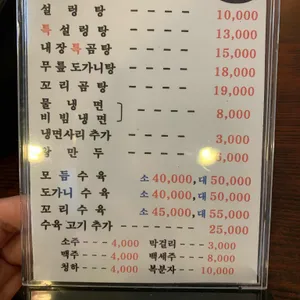 설렁탕 ---- 10,000
특설렁탕 ---- 13,000
내장특곰탕 ---- 15,000
무릎도가니탕 ---- 18,000
꼬리곰탕 ---- 19,000
물냉면
비빔냉면 ---- 8,000
냉면사리 추가 ---- 3,000
왕만두 ----
모듬수육 소 40,000, 대 50,000
도가니수육 소 40,000, 대 50,000
꼬리수육 소 45,000, 대 55,000
수육 고기 추가 ---- 25,000
소주 --- 4,000 막걸리 --- 3,000
맥주 --- 4,000 백세주 --- 8,000
청하 --- 4,000 복분자 -- 10,000